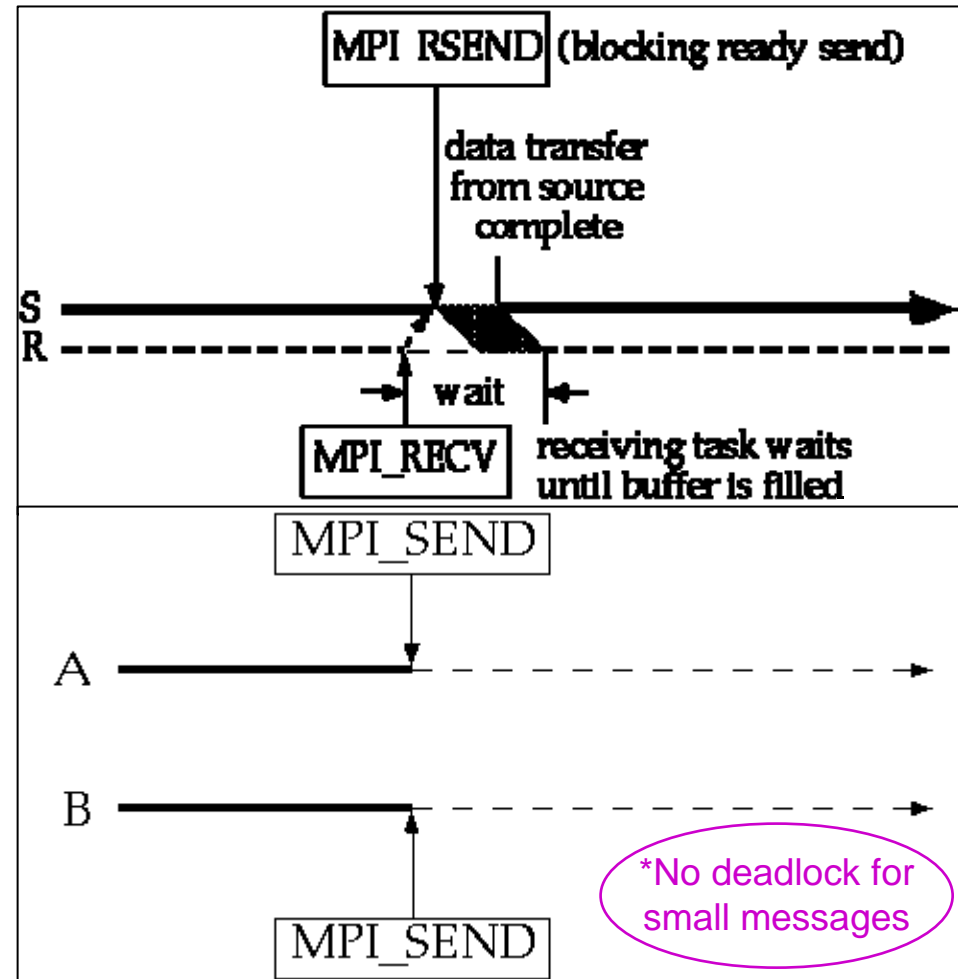 MPI RSEND (blocking ready send)
data transfer
from source
complete
S
R
wait
MPI_RECV
receiving task waits
until buffer is filled
MPI_SEND
A
B
*No deadlock for
small messages
MPI_SEND